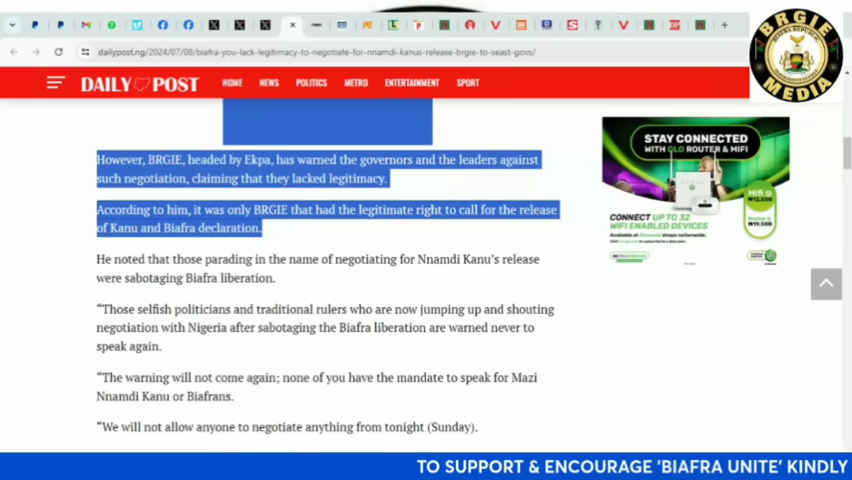 dailypost.ng/2024/07/08/biafra-you-lack-legitimacy-to-negotiate-for-nnamdi-kanus-release-brgie-to-seast-govs/
BRGIE
BIAFRA REPUBLIC
MEDIA
DAILY POST
HOME NEWS POLITICS METRO ENTERTAINMENT SPORT
However, BRGIE, headed by Ekpa, has warned the governors and the leaders against
such negotiation, claiming that they lacked legitimacy.
According to him, it was only BRGIE that had the legitimate right to call for the release
of Kanu and Biafra declaration.
He noted that those parading in the name of negotiating for Nnamdi Kanu's release
were sabotaging Biafra liberation.
“Those selfish politicians and traditional rulers who are now jumping up and shouting
negotiation with Nigeria after sabotaging the Biafra liberation are warned never to
speak again.
“The warning will not come again; none of you have the mandate to speak for Mazi
Nnamdi Kanu or Biafrans.
“We will not allow anyone to negotiate anything from tonight (Sunday).
STAY CONNECTED
WITH GLO ROUTER & MIFI
Mifi @
₦12,500
Router @
₦19,508
CONNECT UP TO 32
WIFI ENABLED DEVICES
TO SUPPORT & ENCOURAGE 'BIAFRA UNITE' KINDLY